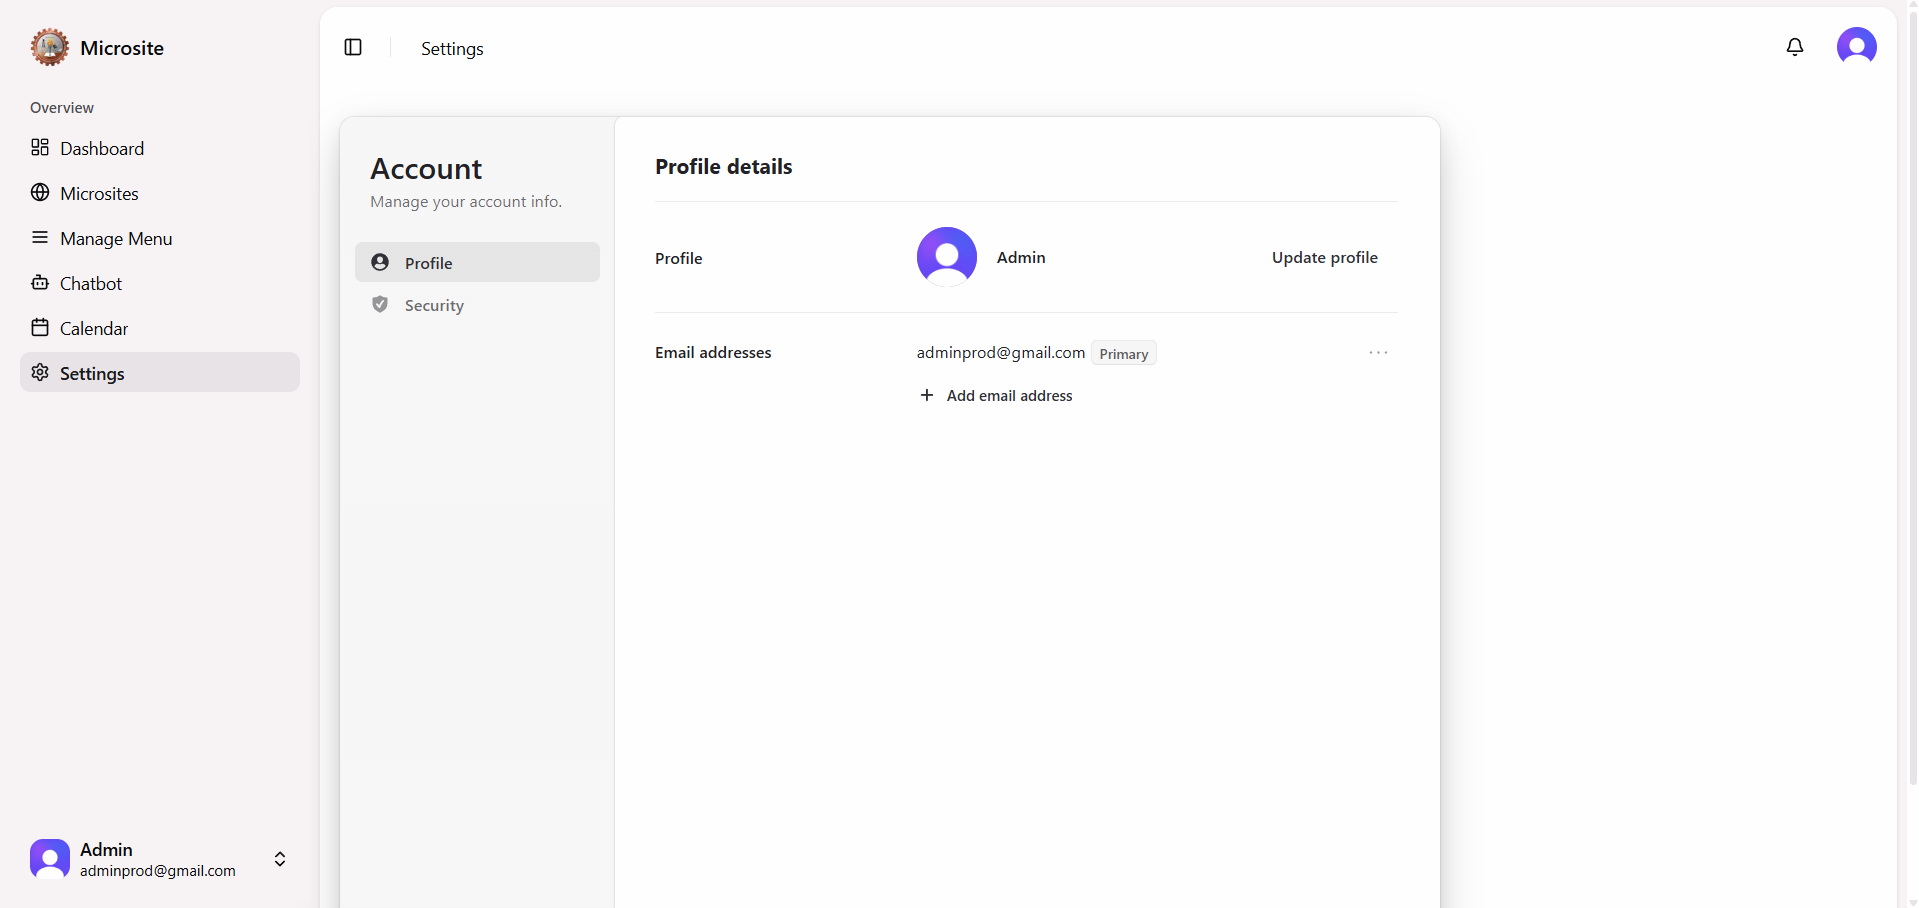 Microsite
Overview
Dashboard
Microsites
Manage Menu
Chatbot
Calendar
Settings
Admin
adminprod@gmail.com
Settings
Account
Manage your account info.
Profile
Security
Profile details
Profile
Admin
Update profile
Email addresses
adminprod@gmail.com Primary
Add email address